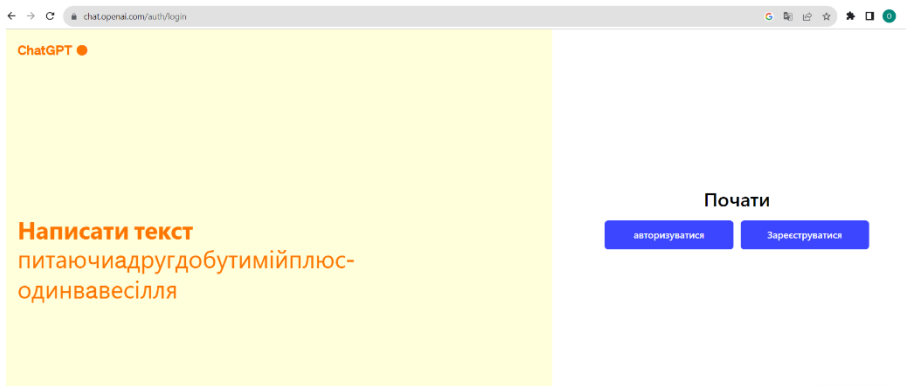 chat.openai.com/auth/login
ChatGPT
Написати текст
питаючиадругдобутимійплюс-
одинвавесілля
Почати
авторизуватися Зареєструватися